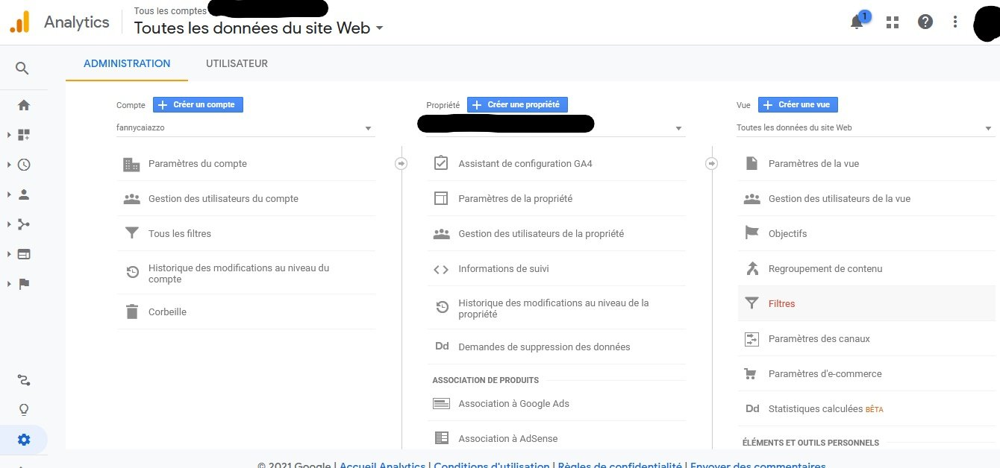 Tous les comptes
Analytics
Toutes les données du site Web
1
ADMINISTRATION
UTILISATEUR
Compte
Créer un compte
fannycaiazzo
Paramètres du compte
Gestion des utilisateurs du compte
Tous les filtres
Historique des modifications au niveau du
compte
Corbeille
Propriété
Créer une propriété
Assistant de configuration GA4
Paramètres de la propriété
Gestion des utilisateurs de la propriété
Informations de suivi
Historique des modifications au niveau de la
propriété
Dd Demandes de suppression des données
ASSOCIATION DE PRODUITS
Association à Google Ads
Association à AdSense
Vue
Créer une vue
Toutes les données du site Web
Paramètres de la vue
Gestion des utilisateurs de la vue
Objectifs
Regroupement de contenu
Filtres
Paramètres des canaux
Paramètres d'e-commerce
Dd Statistiques calculées BÊTA
ÉLÉMENTS ET OUTILS PERSONNELS
© 2021 Google | Accueil Analytics | Conditions d'utilisation | Règles de confidentialité | Envoyer des commentaires